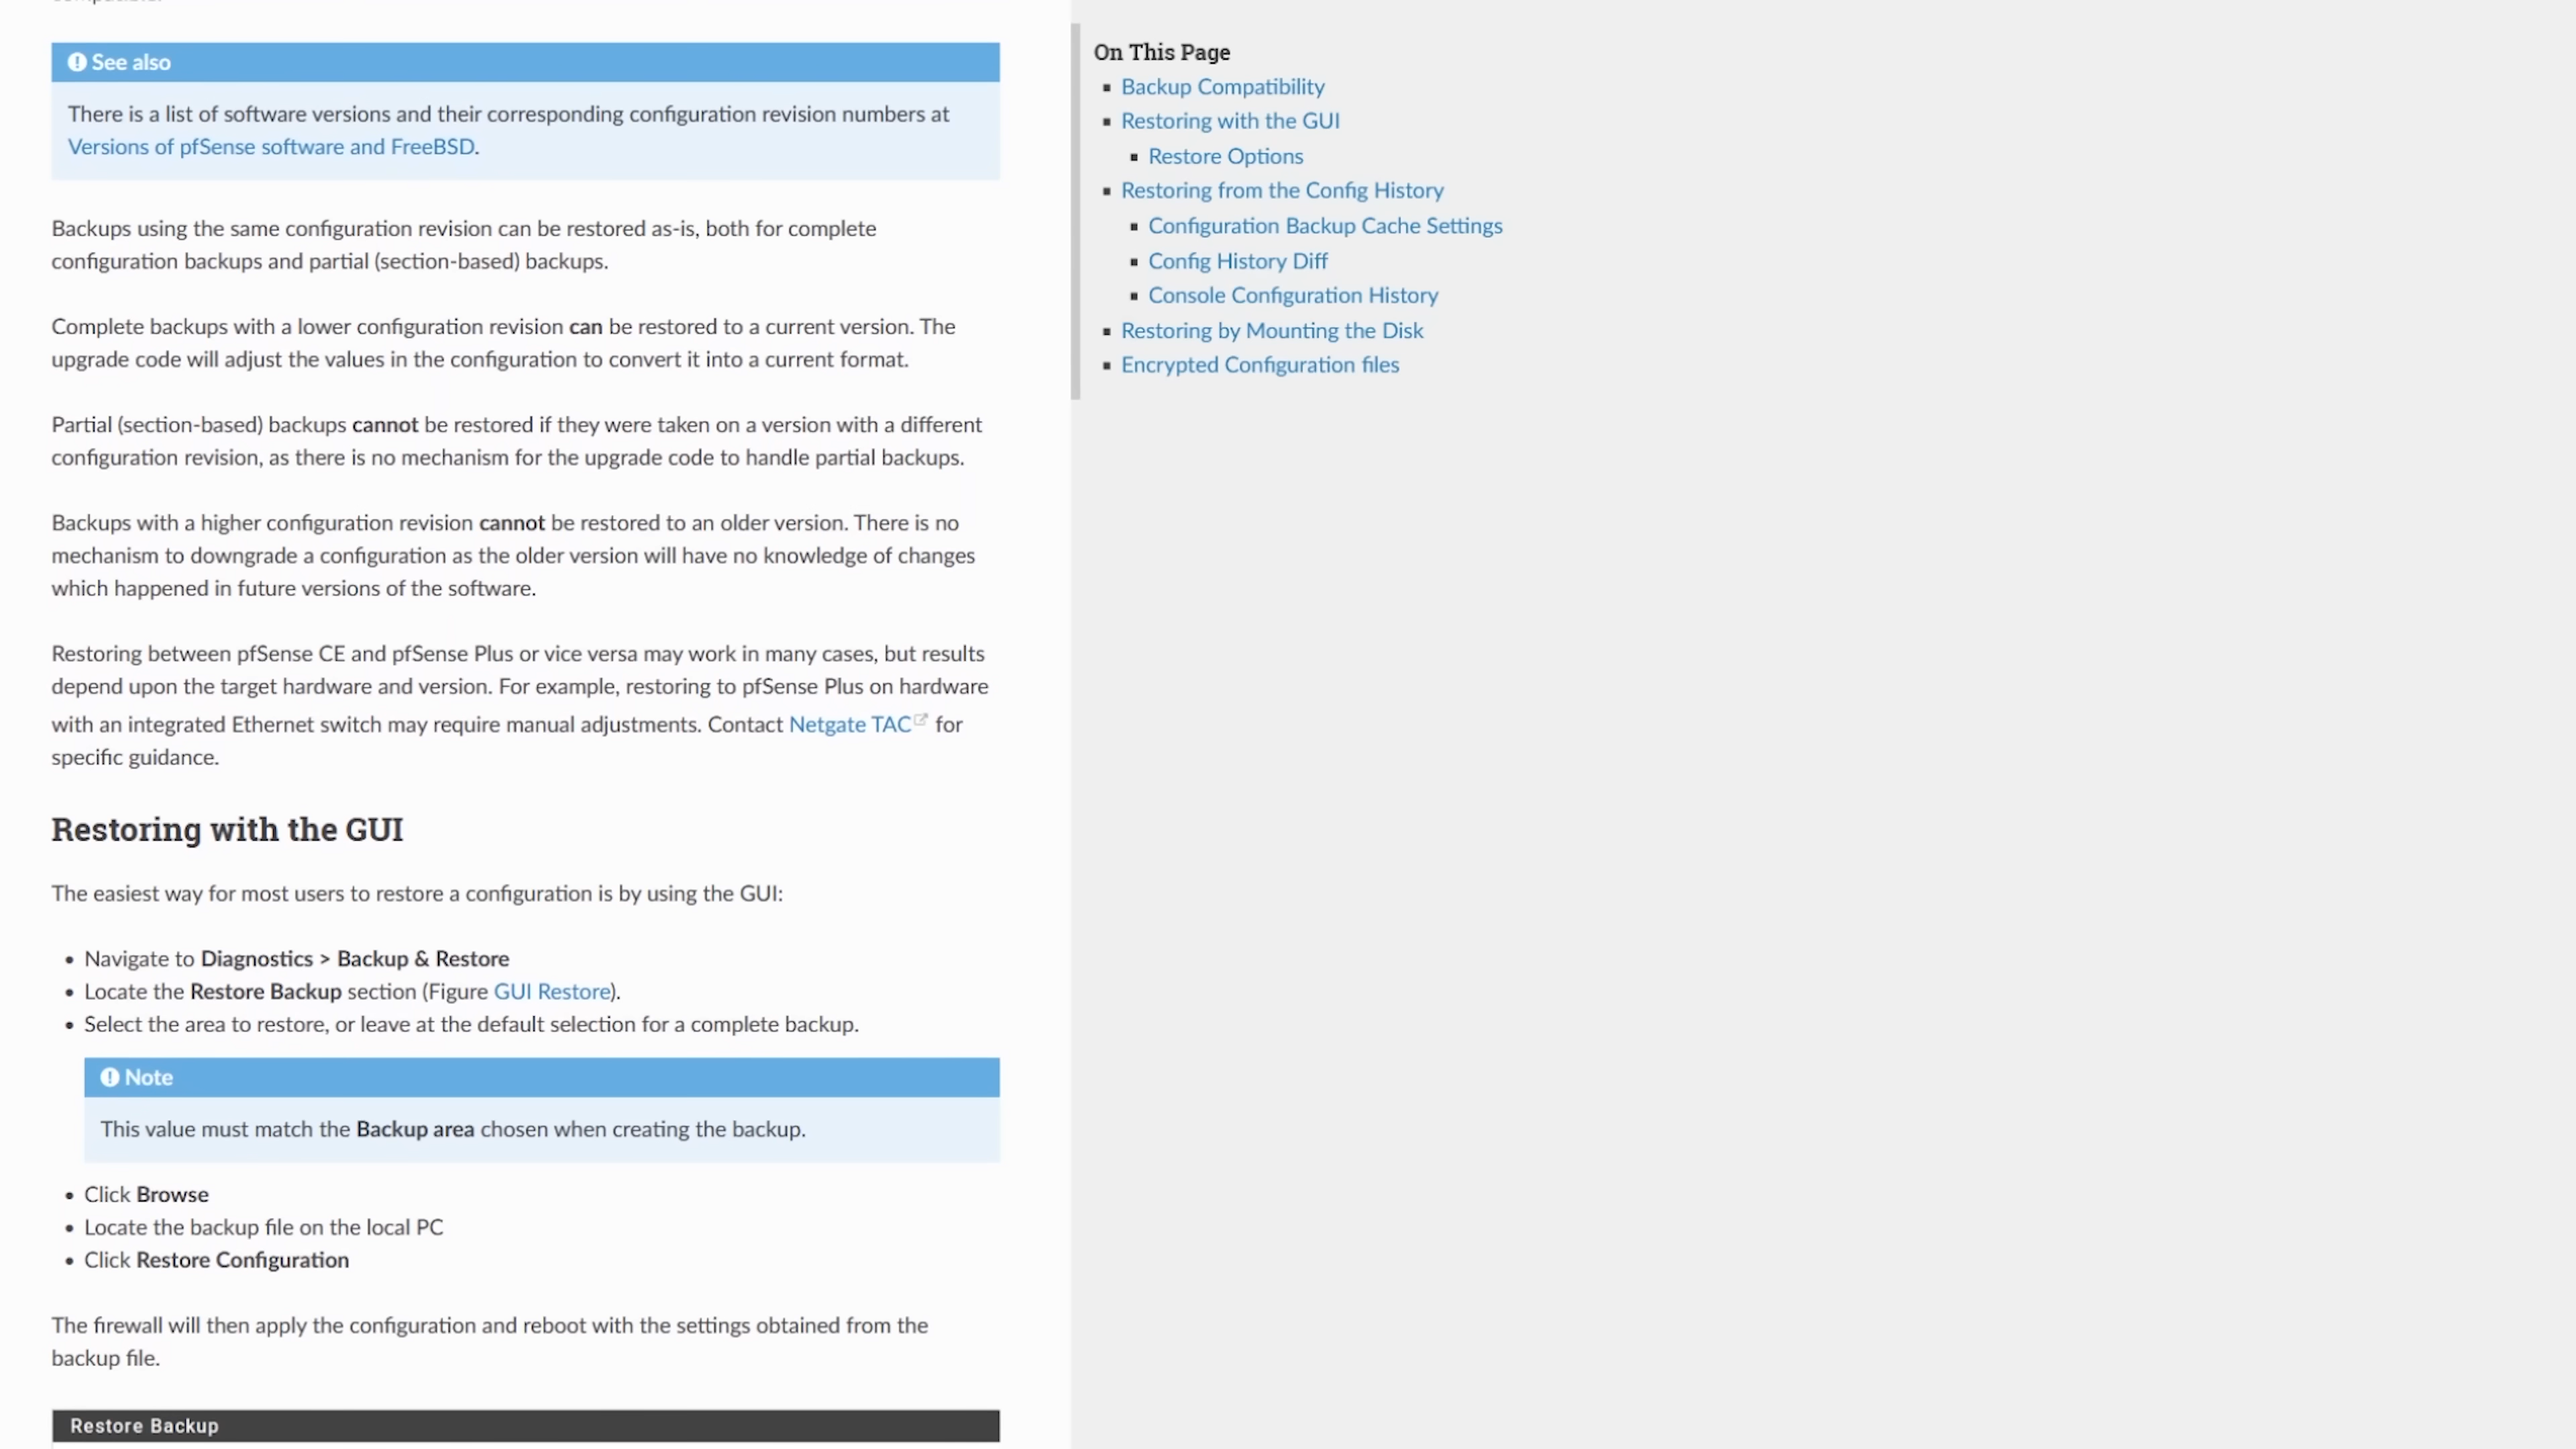 See also
There is a list of software versions and their corresponding configuration revision numbers at
Versions of pfSense software and FreeBSD.
Backups using the same configuration revision can be restored as-is, both for complete
configuration backups and partial (section-based) backups.
Complete backups with a lower configuration revision can be restored to a current version. The
upgrade code will adjust the values in the configuration to convert it into a current format.
Partial (section-based) backups cannot be restored if they were taken on a version with a different
configuration revision, as there is no mechanism for the upgrade code to handle partial backups.
Backups with a higher configuration revision cannot be restored to an older version. There is no
mechanism to downgrade a configuration as the older version will have no knowledge of changes
which happened in future versions of the software.
Restoring between pfSense CE and pfSense Plus or vice versa may work in many cases, but results
depend upon the target hardware and version. For example, restoring to pfSense Plus on hardware
with an integrated Ethernet switch may require manual adjustments. Contact Netgate TAC for
specific guidance.
Restoring with the GUI
The easiest way for most users to restore a configuration is by using the GUI:
• Navigate to Diagnostics > Backup & Restore
• Locate the Restore Backup section (Figure GUI Restore).
• Select the area to restore, or leave at the default selection for a complete backup.
Note
This value must match the Backup area chosen when creating the backup.
• Click Browse
• Locate the backup file on the local PC
• Click Restore Configuration
The firewall will then apply the configuration and reboot with the settings obtained from the
backup file.
Restore Backup
On This Page
▪ Backup Compatibility
▪ Restoring with the GUI
▪ Restore Options
▪ Restoring from the Config History
▪ Configuration Backup Cache Settings
▪ Config History Diff
▪ Console Configuration History
▪ Restoring by Mounting the Disk
▪ Encrypted Configuration files